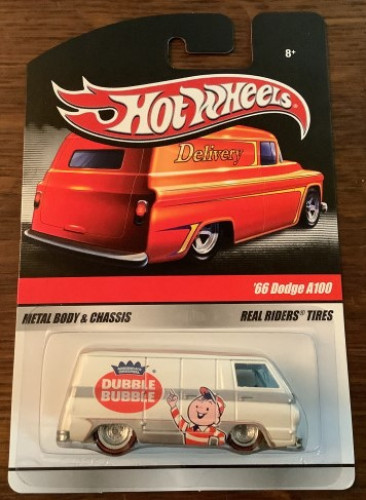 8+
HOT WHEELS
Delivery
'66 Dodge A100
METAL BODY & CHASSIS
REAL RIDERS® TIRES
DUBBLE
BUBBLE